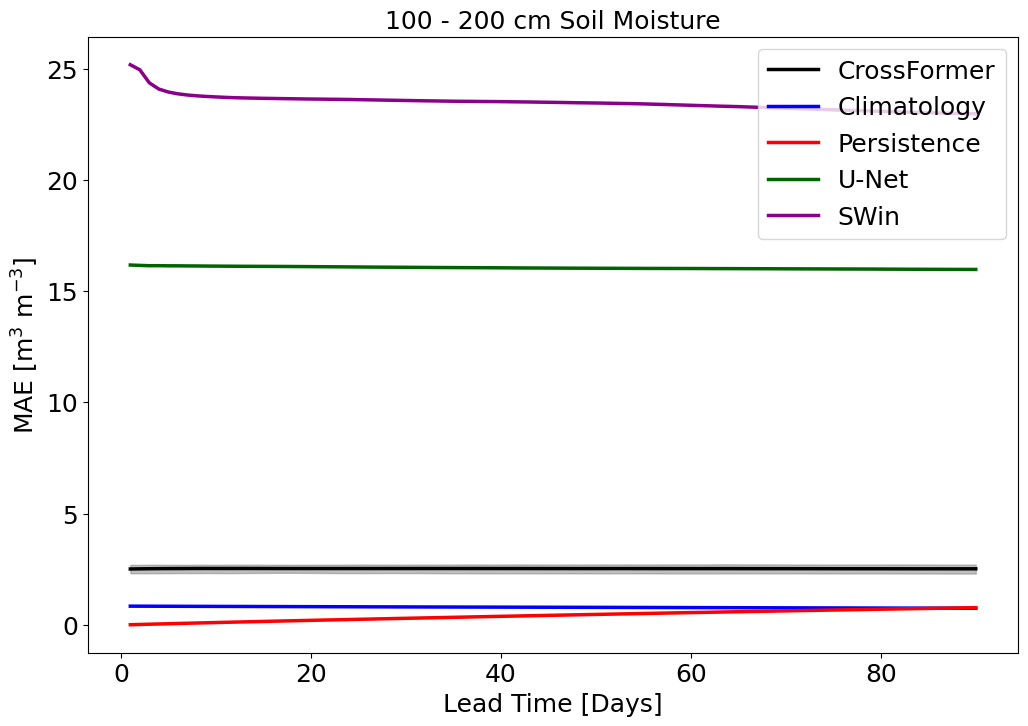 100 - 200 cm Soil Moisture
MAE [m³ m⁻³]
25
20
15
10
5
0
0 20 40 60 80
Lead Time [Days]
CrossFormer
Climatology
Persistence
U-Net
SWin